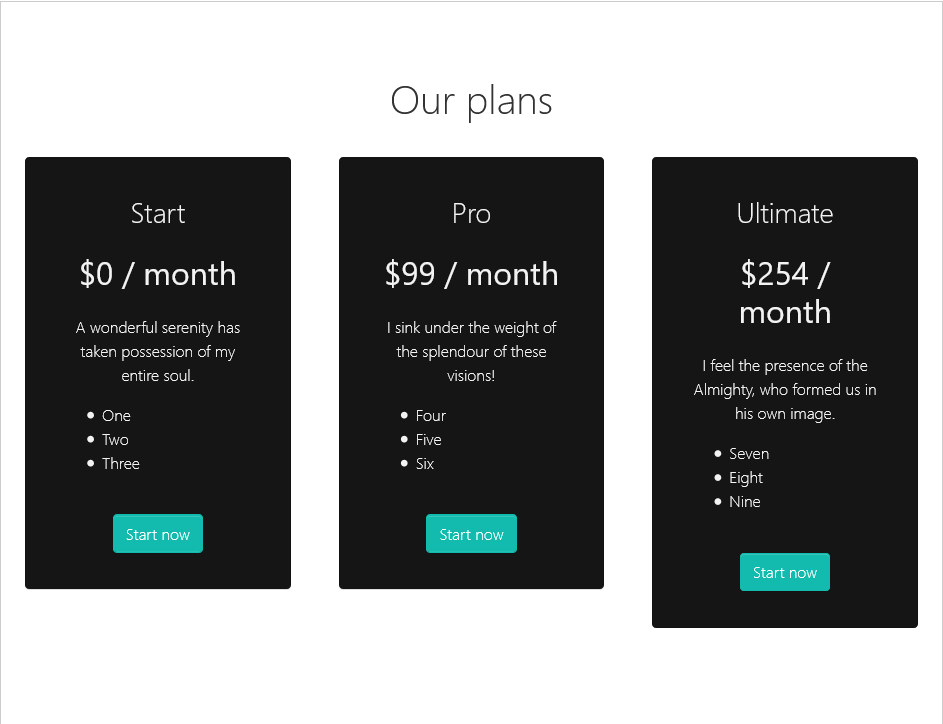 Our plans
Start
$0 / month
A wonderful serenity has
taken possession of my
entire soul.
One
Two
Three
Start now
Pro
$99 / month
I sink under the weight of
the splendour of these
visions!
Four
Five
Six
Start now
Ultimate
$254 /
month
I feel the presence of the
Almighty, who formed us in
his own image.
Seven
Eight
Nine
Start now